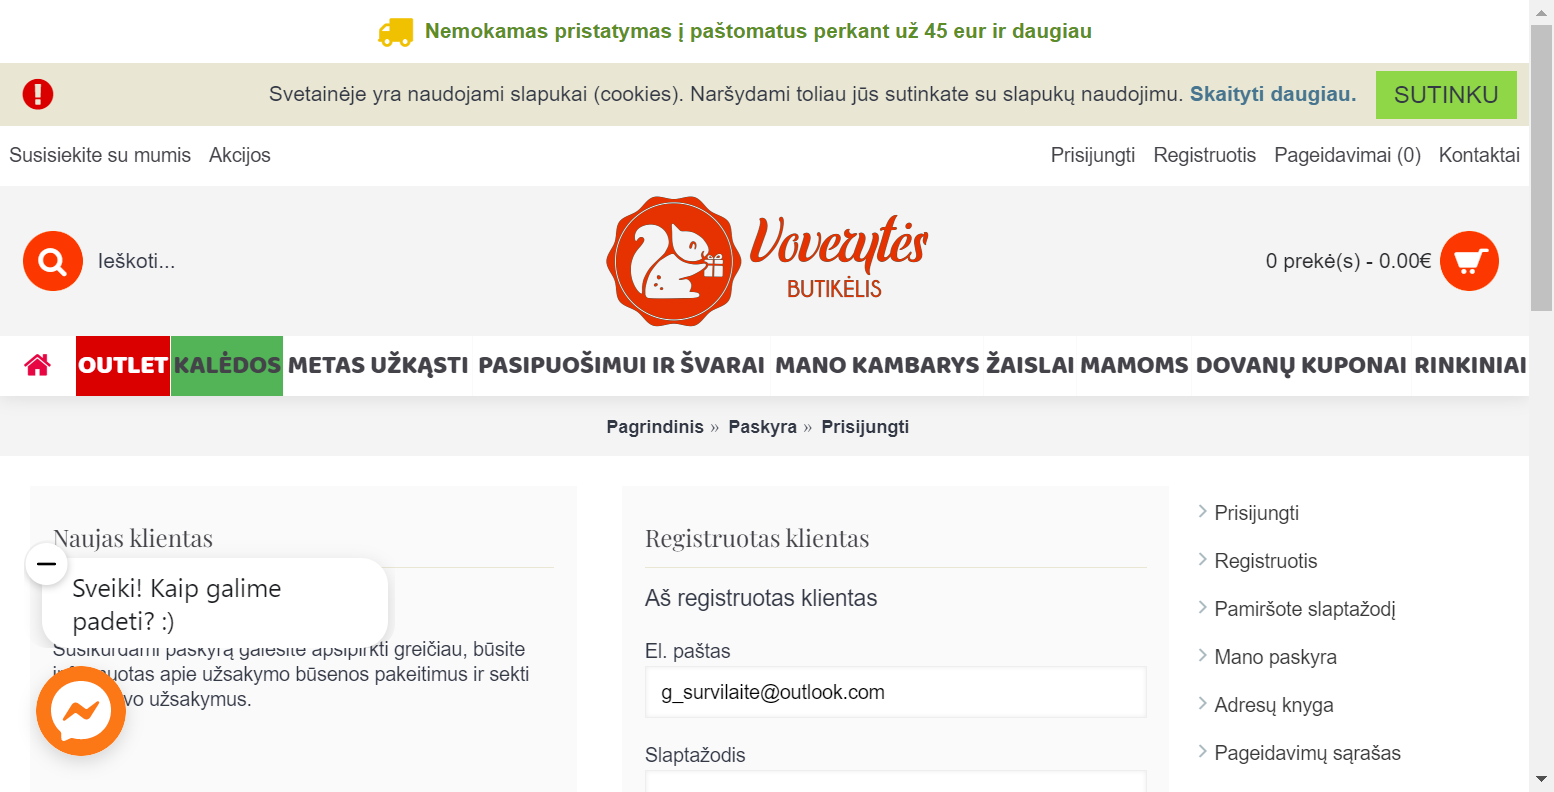 Nemokamas pristatymas į paštomatus perkant už 45 eur ir daugiau
Svetainėje yra naudojami slapukai (cookies). Naršydami toliau jūs sutinkate su slapukų naudojimu. Skaityti daugiau.
SUTINKU
Susisiekite su mumis Akcijos
Prisijungti Registruotis Pageidavimai (0) Kontaktai
Ieškoti...
Voverytės
BUTIKĖLIS
0 prekė(s) - 0.00€
OUTLET KALĖDOS METAS UŽKĄSTI PASIPUOŠIMUI IR ŠVARAI MANO KAMBARYS ŽAISLAI MAMOMS DOVANŲ KUPONAI RINKINIAI
Pagrindinis » Paskyra » Prisijungti
Naujas klientas
Sveiki! Kaip galime
padeti? :)
Susikurdami paskyrą galėsite apsipirkti greičiau, būsite
uotas apie užsakymo būsenos pakeitimus ir sekti
vo užsakymus.
Registruotas klientas
Aš registruotas klientas
El. paštas
g_survilaite@outlook.com
Slaptažodis
Prisijungti
Registruotis
Pamiršote slaptažodį
Mano paskyra
Adresų knyga
Pageidavimų sąrašas